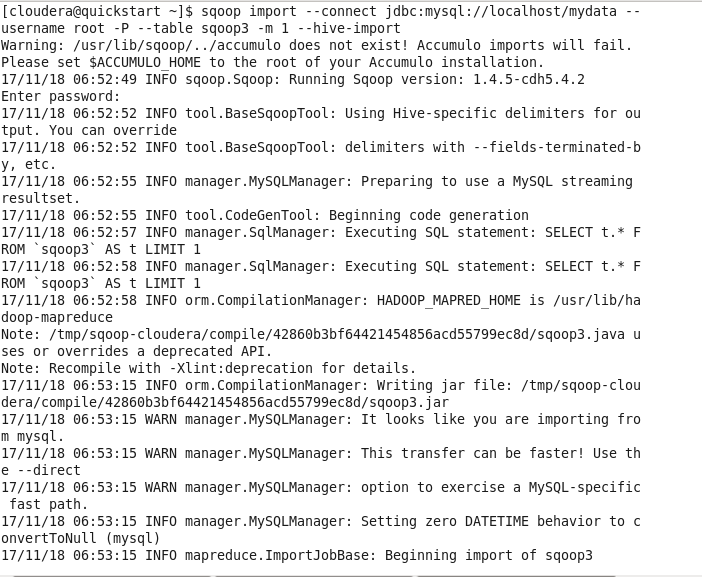 [cloudera@quickstart ~]$ sqoop import --connect jdbc:mysql://localhost/mydata --
username root -P --table sqoop3 -m 1 --hive-import
Warning: /usr/lib/sqoop/../accumulo does not exist! Accumulo imports will fail.
Please set $ACCUMULO_HOME to the root of your Accumulo installation.
17/11/18 06:52:49 INFO sqoop.Sqoop: Running Sqoop version: 1.4.5-cdh5.4.2
Enter password:
17/11/18 06:52:52 INFO tool.BaseSqoopTool: Using Hive-specific delimiters for ou
tput. You can override
17/11/18 06:52:52 INFO tool.BaseSqoopTool: delimiters with --fields-terminated-b
y, etc.
17/11/18 06:52:55 INFO manager.MySQLManager: Preparing to use a MySQL streaming
resultset.
17/11/18 06:52:55 INFO tool.CodeGenTool: Beginning code generation
17/11/18 06:52:57 INFO manager.SqlManager: Executing SQL statement: SELECT t.* F
ROM `sqoop3` AS t LIMIT 1
17/11/18 06:52:58 INFO manager.SqlManager: Executing SQL statement: SELECT t.* F
ROM `sqoop3` AS t LIMIT 1
17/11/18 06:52:58 INFO orm.CompilationManager: HADOOP_MAPRED_HOME is /usr/lib/ha
doop-mapreduce
Note: /tmp/sqoop-cloudera/compile/42860b3bf64421454856acd55799ec8d/sqoop3.java u
ses or overrides a deprecated API.
Note: Recompile with -Xlint:deprecation for details.
17/11/18 06:53:15 INFO orm.CompilationManager: Writing jar file: /tmp/sqoop-clou
dera/compile/42860b3bf64421454856acd55799ec8d/sqoop3.jar
17/11/18 06:53:15 WARN manager.MySQLManager: It looks like you are importing fro
m mysql.
17/11/18 06:53:15 WARN manager.MySQLManager: This transfer can be faster! Use th
e --direct
17/11/18 06:53:15 WARN manager.MySQLManager: option to exercise a MySQL-specific
 fast path.
17/11/18 06:53:15 INFO manager.MySQLManager: Setting zero DATETIME behavior to c
onvertToNull (mysql)
17/11/18 06:53:15 INFO mapreduce.ImportJobBase: Beginning import of sqoop3